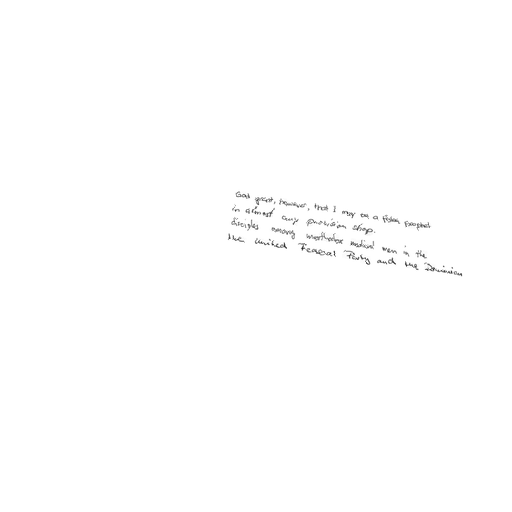 God grant, however, that I may be a false prophet
in almost any provision shop.
disciples among unorthodox medical men in the
the United Federal Party and the Dominion